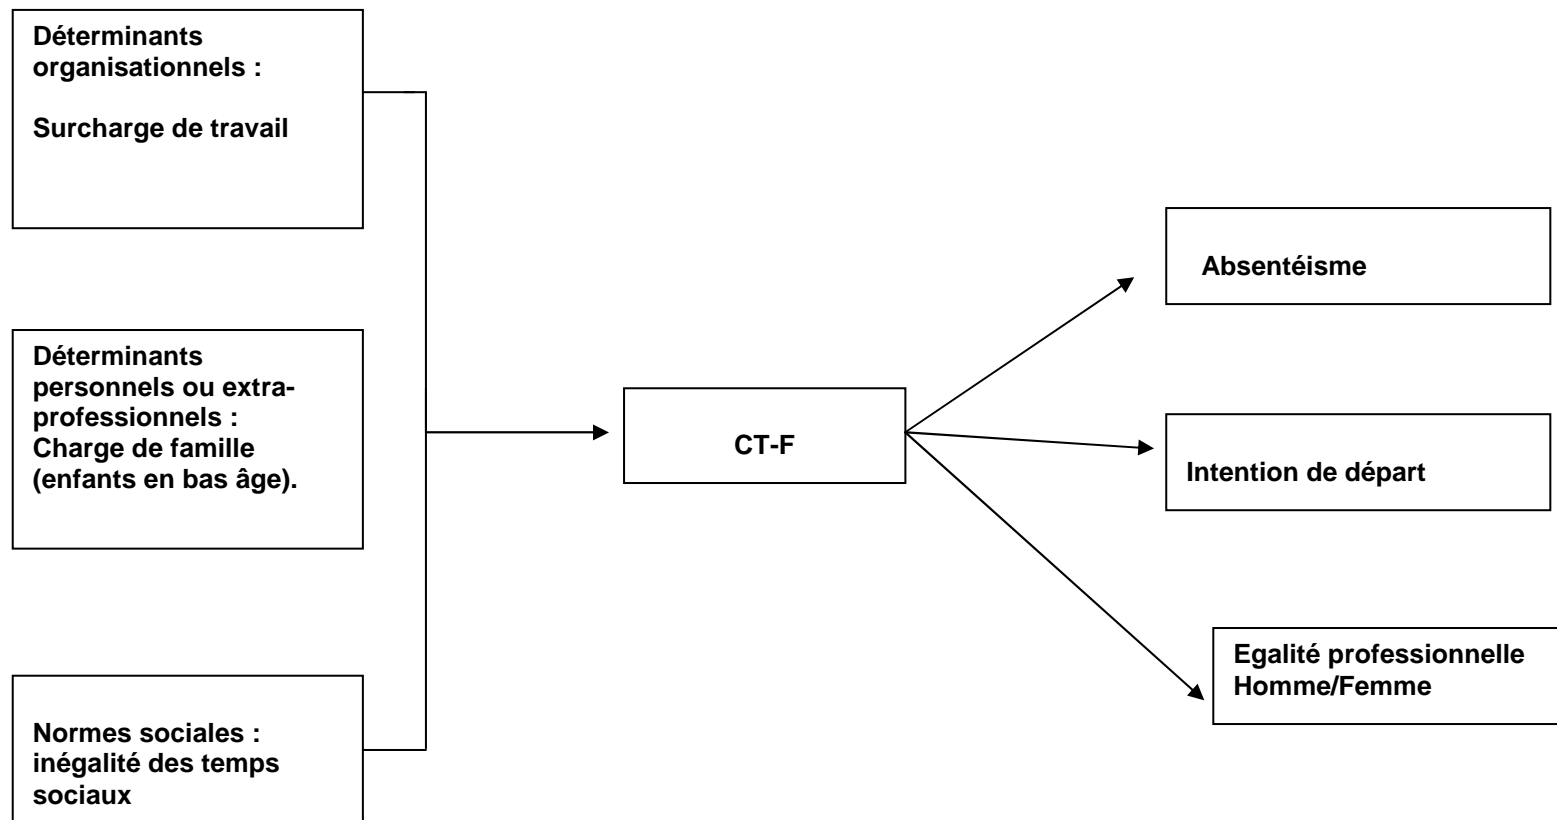 Déterminants
organisationnels :
Surcharge de travail
Déterminants
personnels ou extra-
professionnels :
Charge de famille
(enfants en bas âge).
Normes sociales :
inégalité des temps
sociaux
CT-F
Absentéisme
Intention de départ
Egalité professionnelle
Homme/Femme